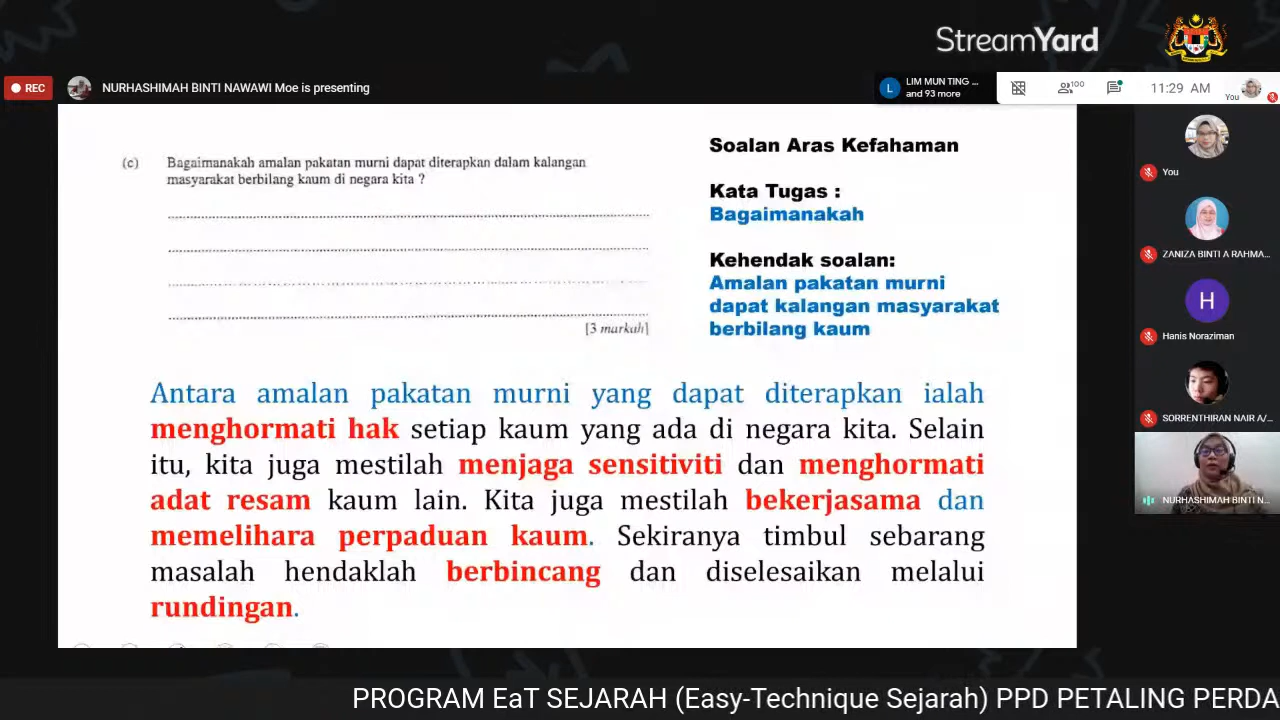 StreamYard
REC
NURHASHIMAH BINTI NAWAWI Moe is presenting
L
LIM MUN TING ...
and 93 more
100
11:29 AM
You
You
ZANIZA BINTI A RAHMA...
H
Hanis Noraziman
SORRENTHIRAN NAIR A/...
NURHASHIMAH BINTI N...
(c) Bagaimanakah amalan pakatan murni dapat diterapkan dalam kalangan
masyarakat berbilang kaum di negara kita ?
[3 markah]
Soalan Aras Kefahaman
Kata Tugas :
Bagaimanakah
Kehendak soalan:
Amalan pakatan murni
dapat kalangan masyarakat
berbilang kaum
Antara amalan pakatan murni yang dapat diterapkan ialah
menghormati hak setiap kaum yang ada di negara kita. Selain
itu, kita juga mestilah menjaga sensitiviti dan menghormati
adat resam kaum lain. Kita juga mestilah bekerjasama dan
memelihara perpaduan kaum. Sekiranya timbul sebarang
masalah hendaklah berbincang dan diselesaikan melalui
rundingan.
PROGRAM EaT SEJARAH (Easy-Technique Sejarah) PPD PETALING PERDA